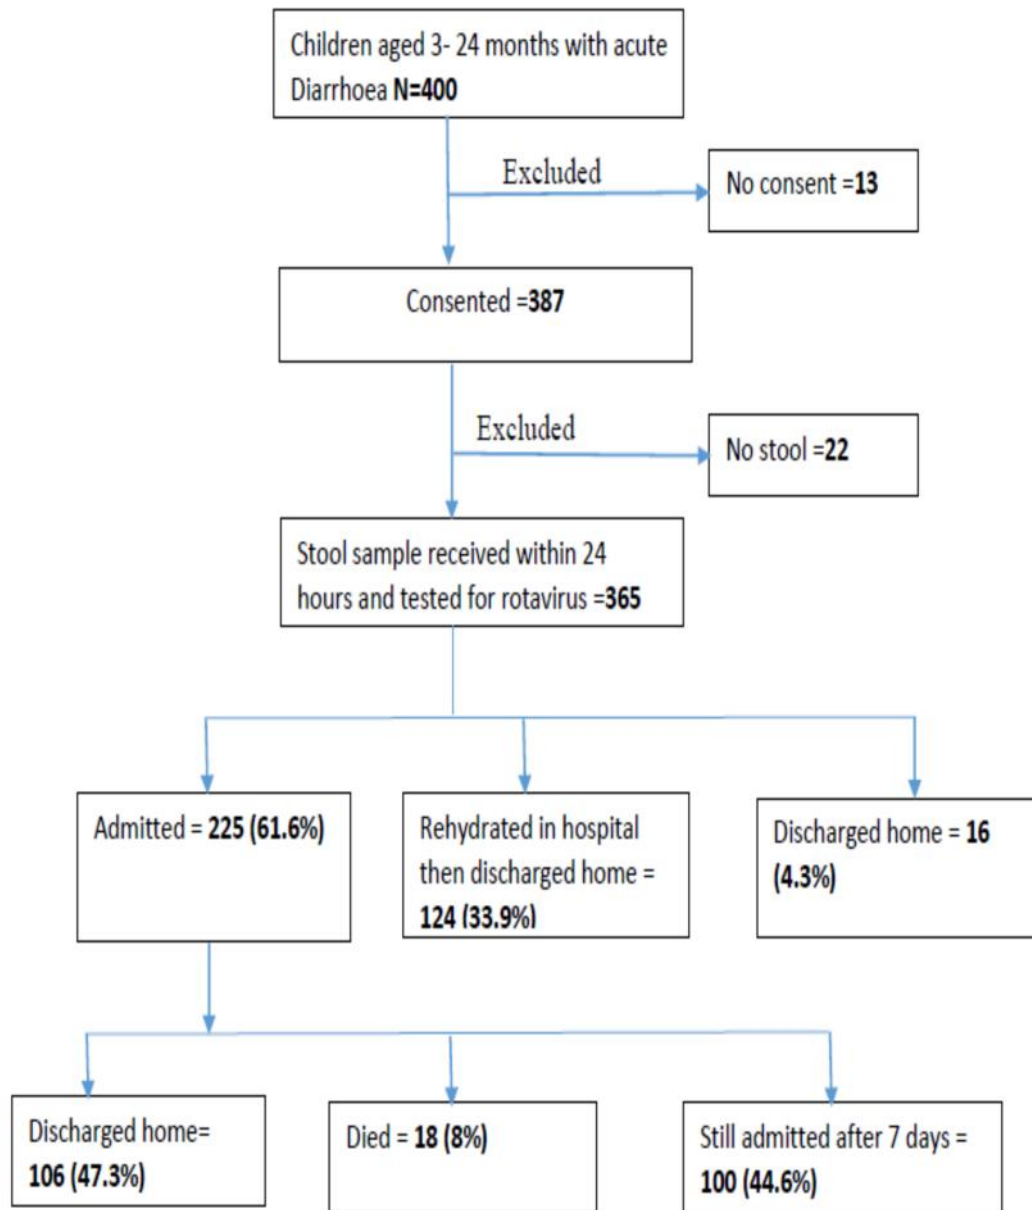 Children aged 3- 24 months with acute
Diarrhoea N=400
Excluded
No consent =13
Consented =387
Excluded
No stool =22
Stool sample received within 24
hours and tested for rotavirus =365
Admitted = 225 (61.6%)
Rehydrated in hospital
then discharged home =
124 (33.9%)
Discharged home = 16
(4.3%)
Discharged home=
106 (47.3%)
Died = 18 (8%)
Still admitted after 7 days =
100 (44.6%)